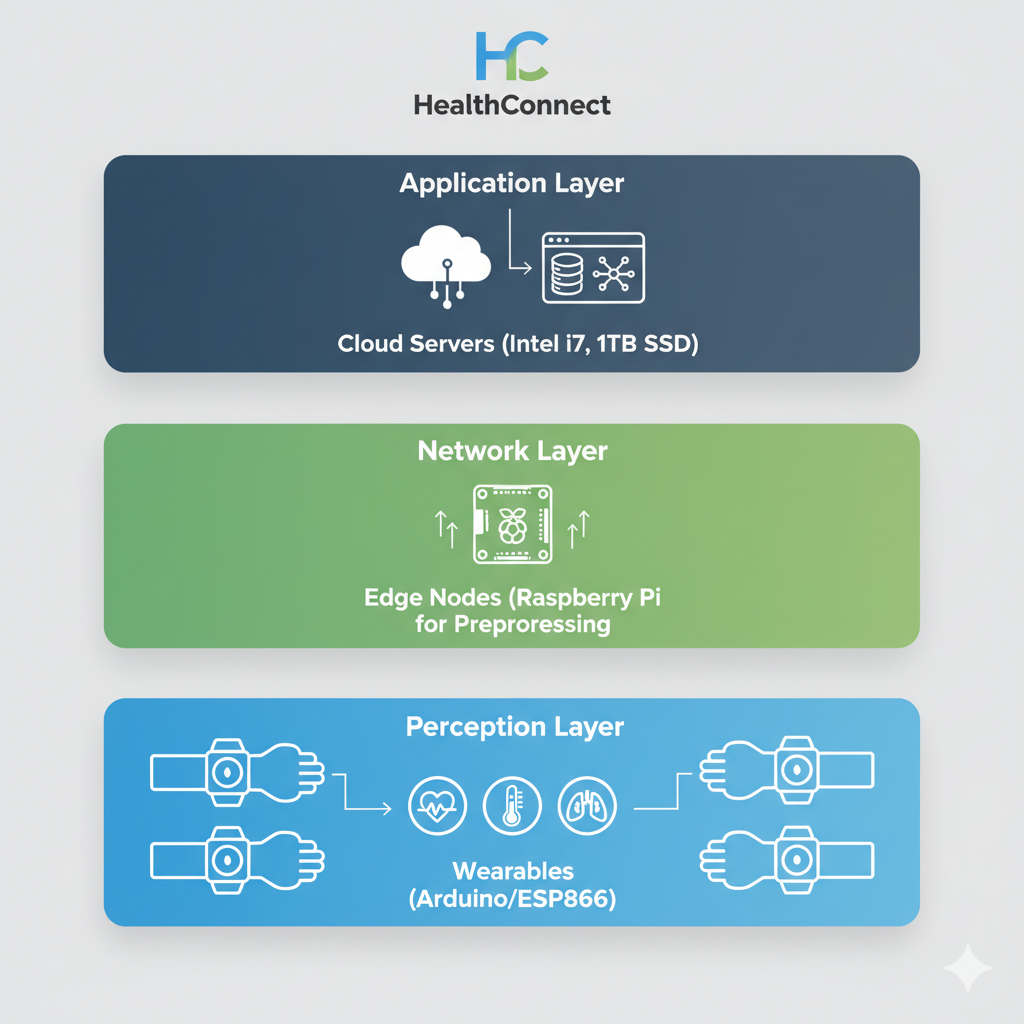 HC
HealthConnect
Application Layer
Cloud Servers (Intel i7, 1TB SSD)
Network Layer
Edge Nodes (Raspberry Pi
for Preprоressing
Perception Layer
Wearables
(Arduino/ESP866)